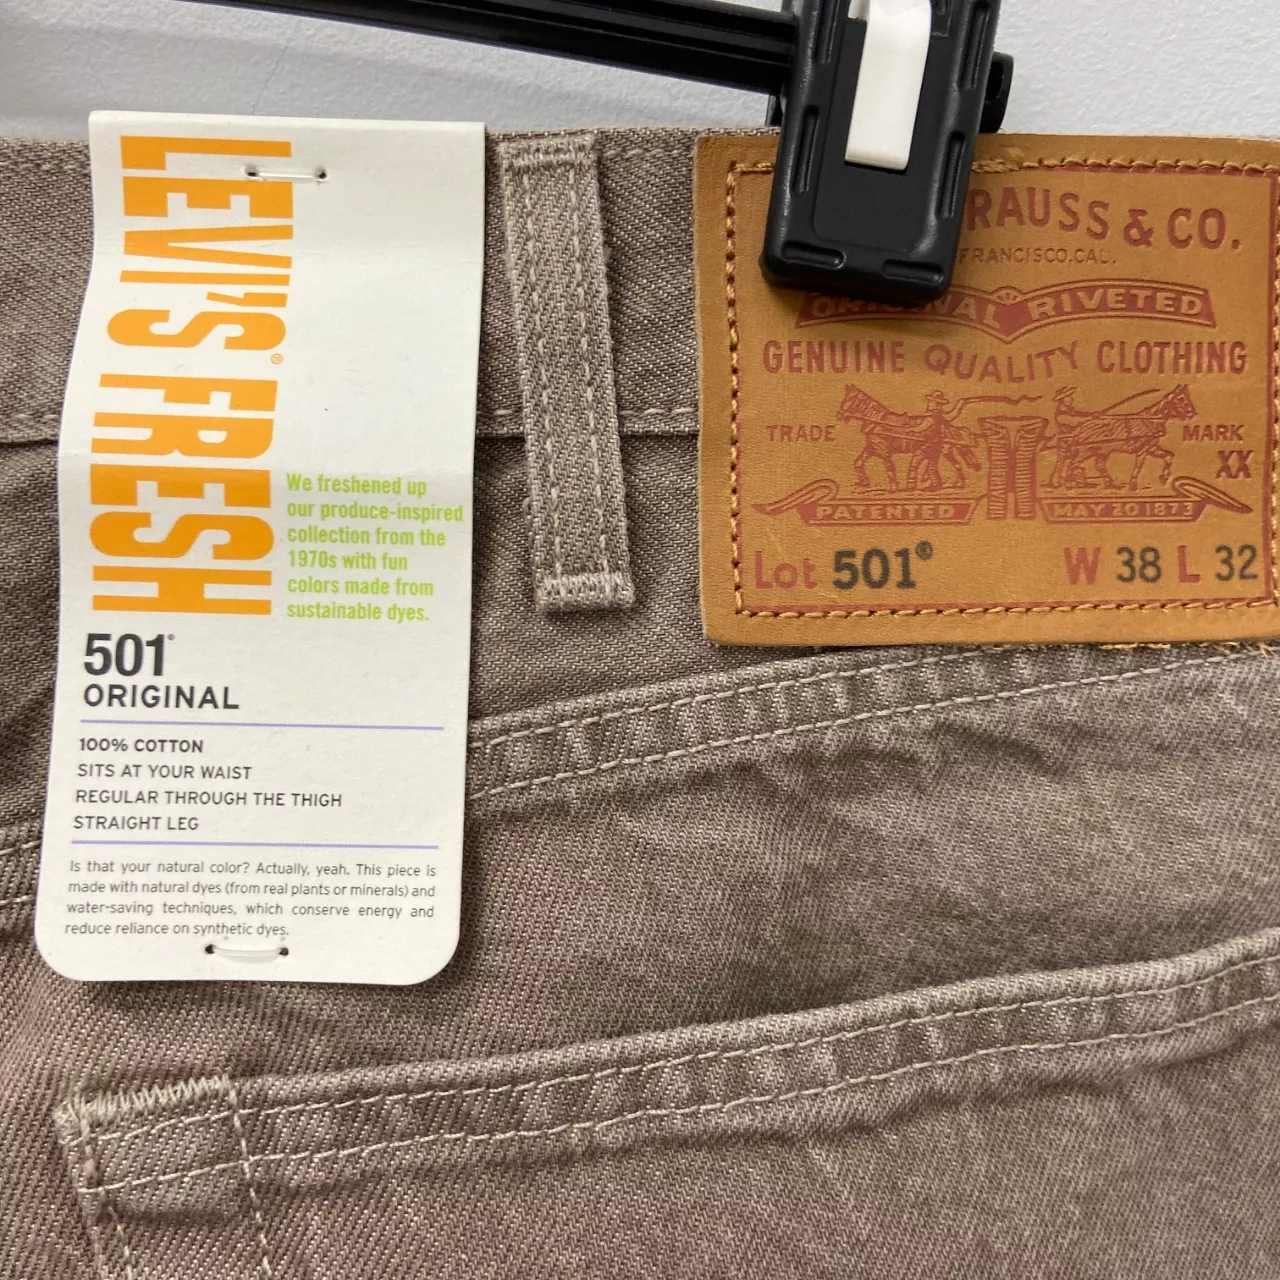 LEVI'S® FRESH
We freshened up
our produce-inspired
collection from the
1970s with fun
colors made from
sustainable dyes.
501®
ORIGINAL
100% COTTON
SITS AT YOUR WAIST
REGULAR THROUGH THE THIGH
STRAIGHT LEG
Is that your natural color? Actually, yeah. This piece is
made with natural dyes (from real plants or minerals) and
water-saving techniques, which conserve energy and
reduce reliance on synthetic dyes.
RAUSS & CO.
FRANCISCO, CAL.
ORIGINAL RIVETED
GENUINE QUALITY CLOTHING
TRADE MARK
XX
PATENTED MAY 20 1873
Lot 501® W 38 L 32